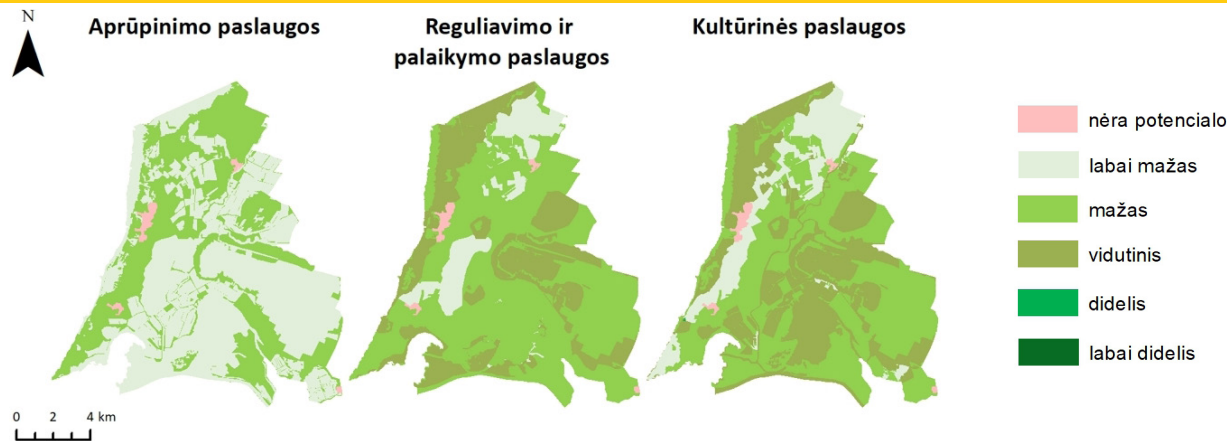 N
Aprūpinimo paslaugos
Reguliavimo ir
palaikymo paslaugos
Kultūrinės paslaugos
nėra potencialo
labai mažas
mažas
vidutinis
didelis
labai didelis
0 2 4 km